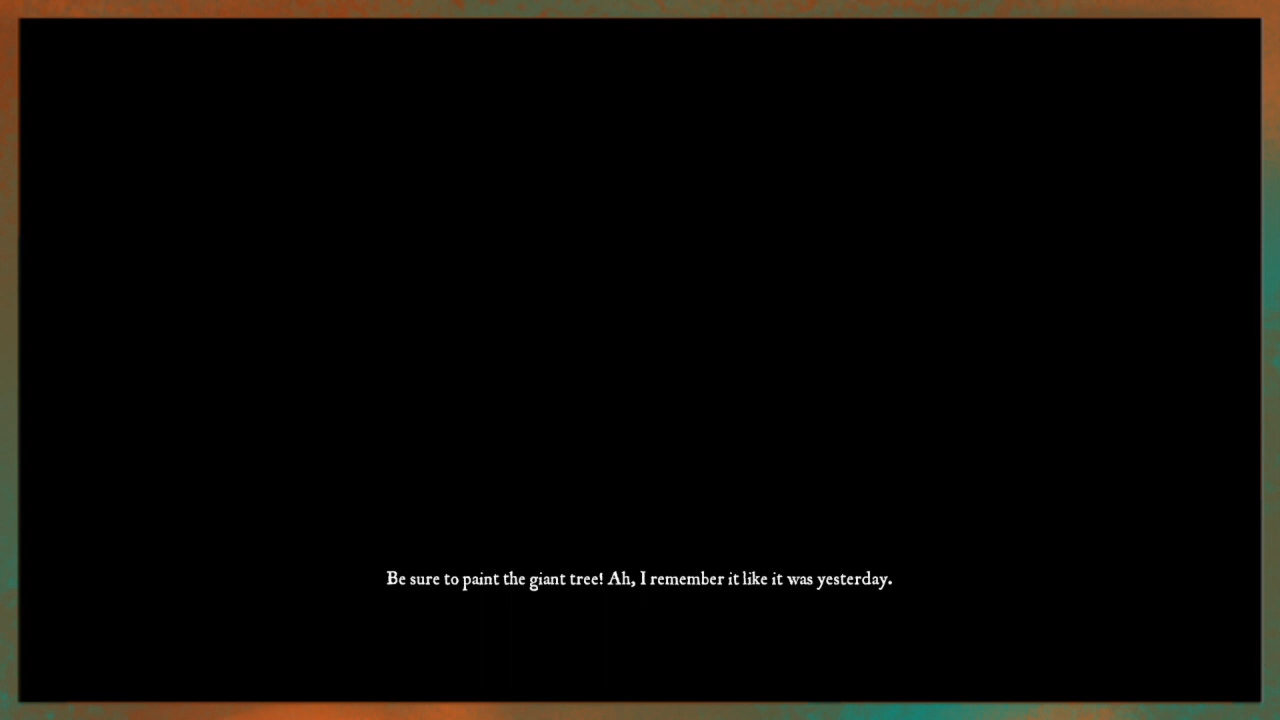 Be sure to paint the giant tree! Ah, I remember it like it was yesterday.